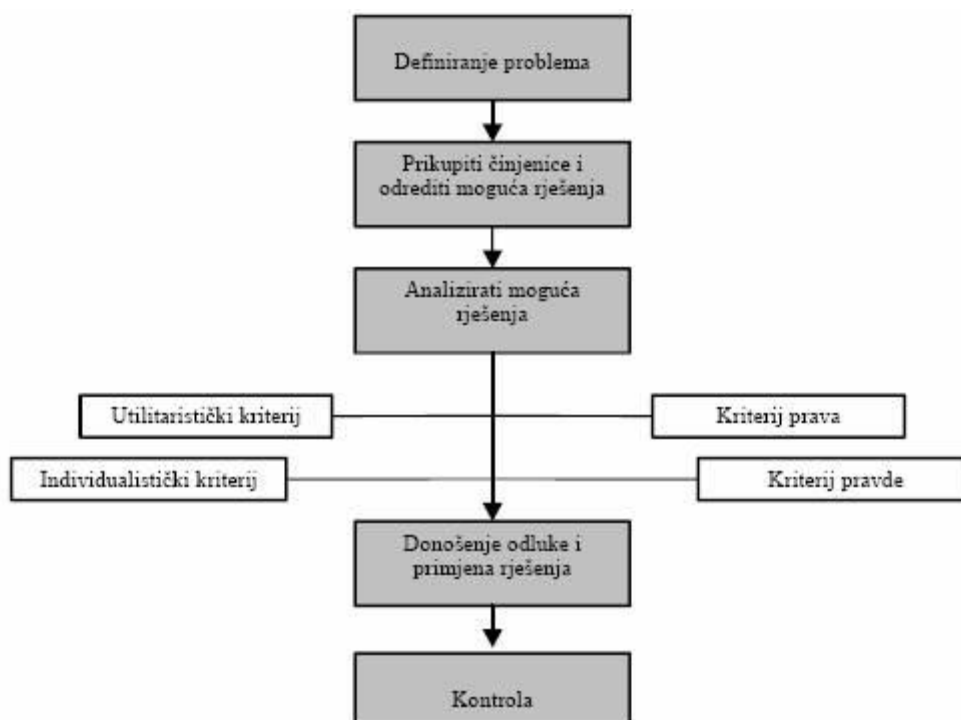 Definiranje problema
Prikupiti činjenice i
odrediti moguća rješenja
Analizirati moguća
rješenja
Utilitaristički kriterij
Kriterij prava
Individualistički kriterij
Kriterij pravde
Donošenje odluke i
primjena rješenja
Kontrola